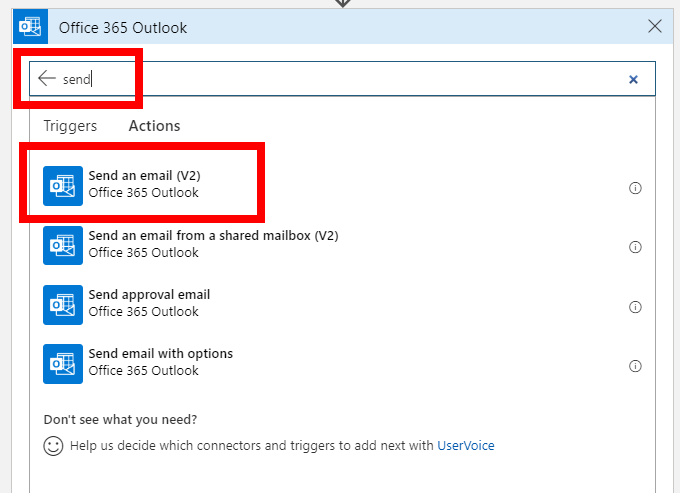 Office 365 Outlook
send
Triggers Actions
Send an email (V2)
Office 365 Outlook
Send an email from a shared mailbox (V2)
Office 365 Outlook
Send approval email
Office 365 Outlook
Send email with options
Office 365 Outlook
Don't see what you need?
Help us decide which connectors and triggers to add next with UserVoice